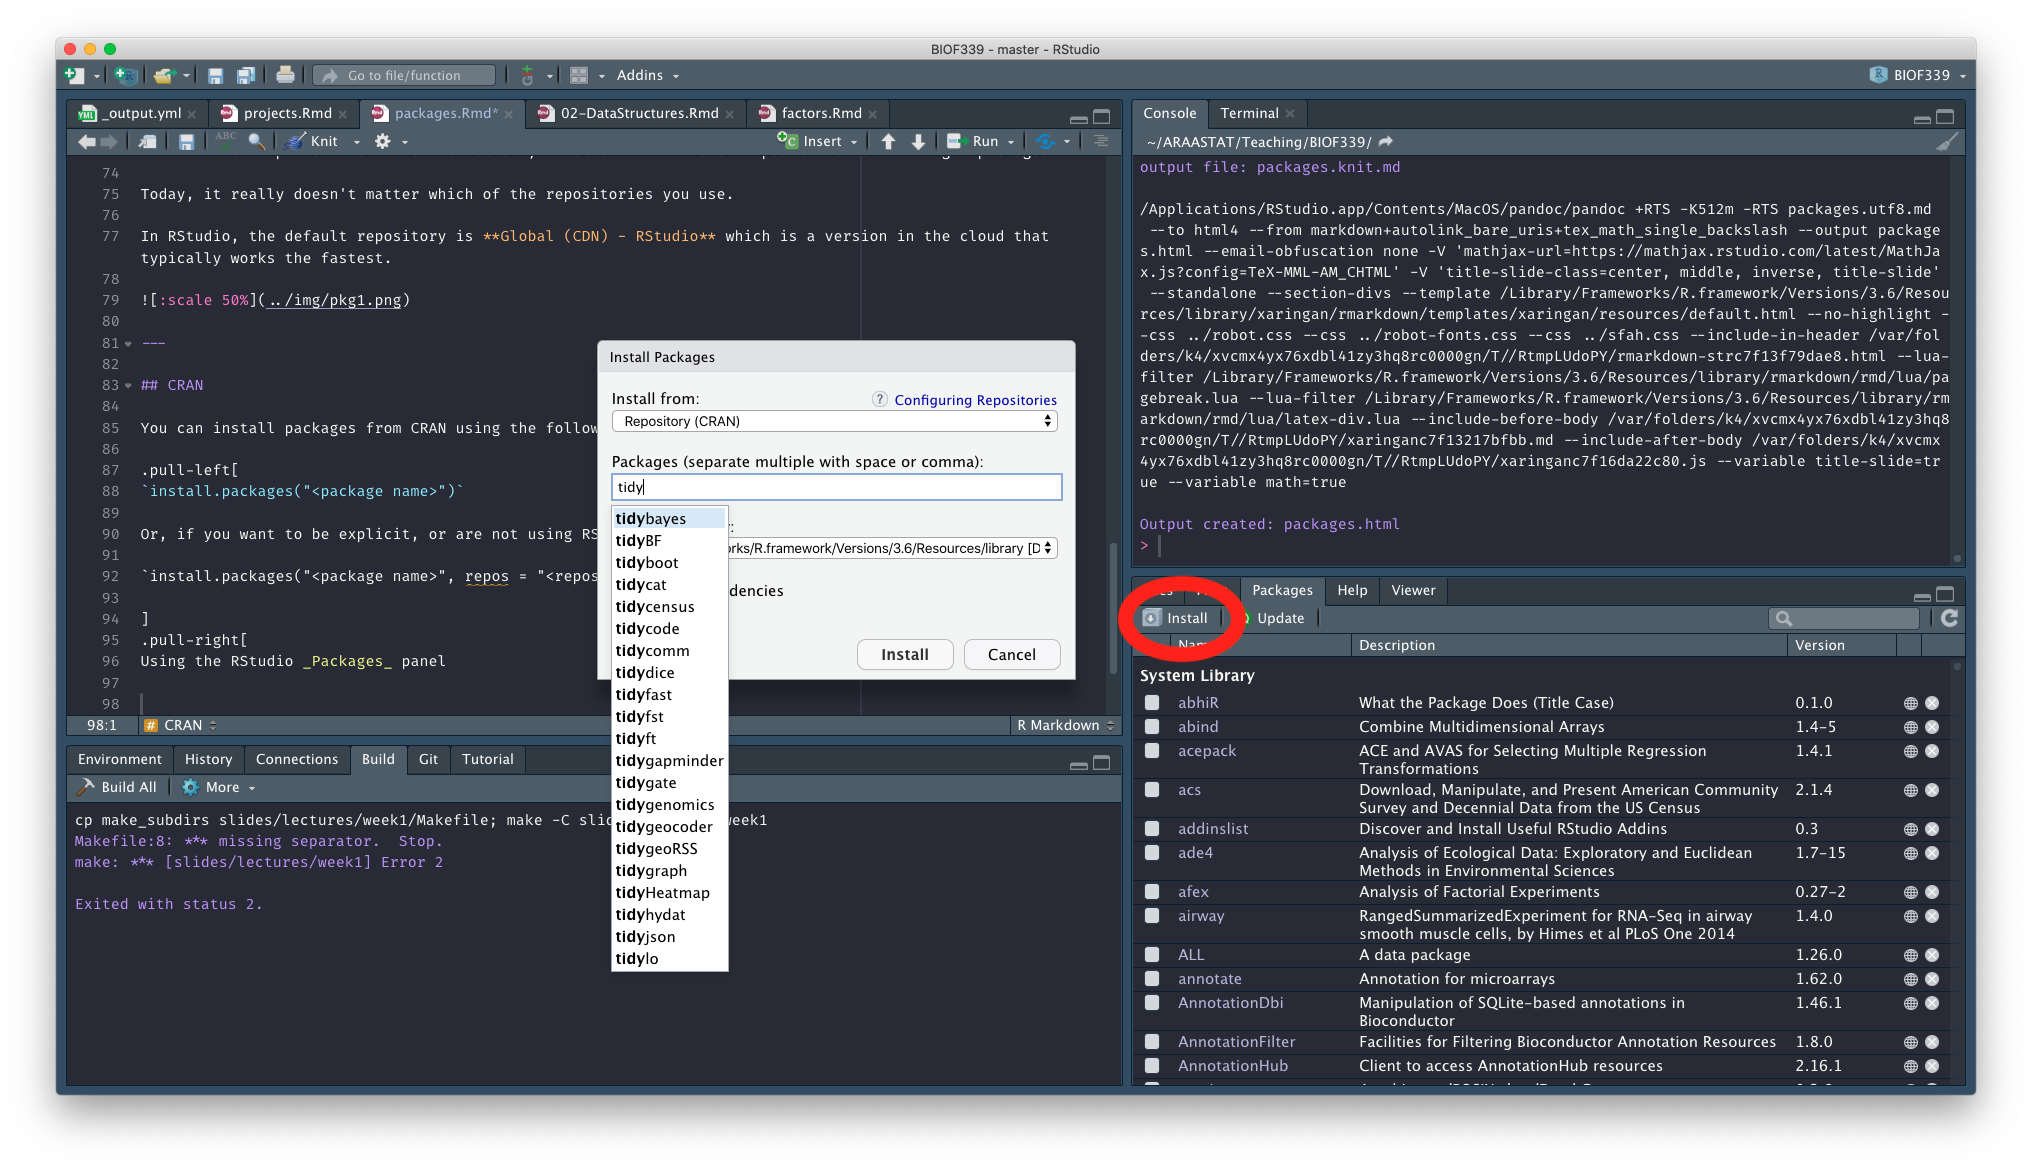 BIOF339 - master - RStudio
Go to file/function
Addins
BIOF339
_output.yml
projects.Rmd
packages.Rmd*
02-DataStructures.Rmd
factors.Rmd
ABC
Knit
Insert
Run
74
75 Today, it really doesn't matter which of the repositories you use.
76
77 In RStudio, the default repository is **Global (CDN) - RStudio** which is a version in the cloud that
typically works the fastest.
78
79 ![:scale 50%](../img/pkg1.png)
80
81 ---
82
83 ## CRAN
84
85 You can install packages from CRAN using the follow
86
87 .pull-left[
88 `install.packages("<package name>")`
89
90 Or, if you want to be explicit, or are not using RS
91
92 `install.packages("<package name>", repos = "<repos
93
94 ]
95 .pull-right[
96 Using the RStudio _Packages_ panel
97
98
98:1 # CRAN R Markdown
Install Packages
Install from:
? Configuring Repositories
Repository (CRAN)
Packages (separate multiple with space or comma):
tidy
tidybayes
tidyBF
tidyboot
tidycat
tidycensus
tidycode
tidycomm
tidydice
tidyfast
tidyfst
tidyft
tidygapminder
tidygate
tidygenomics
tidygeocoder
tidygeoRSS
tidygraph
tidyHeatmap
tidyhydat
tidyjson
tidylo
y:
rks/R.framework/Versions/3.6/Resources/library [D
dencies
Install
Cancel
Environment
History
Connections
Build
Git
Tutorial
Build All
More
cp make_subdirs slides/lectures/week1/Makefile; make -C slid
week1
Makefile:8: *** missing separator.  Stop.
make: *** [slides/lectures/week1] Error 2
Exited with status 2.
Console
Terminal
~/ARAASTAT/Teaching/BIOF339/
output file: packages.knit.md
/Applications/RStudio.app/Contents/MacOS/pandoc/pandoc +RTS -K512m -RTS packages.utf8.md
--to html4 --from markdown+autolink_bare_uris+tex_math_single_backslash --output package
s.html --email-obfuscation none -V 'mathjax-url=https://mathjax.rstudio.com/latest/MathJa
x.js?config=TeX-MML-AM_CHTML' -V 'title-slide-class=center, middle, inverse, title-slide'
--standalone --section-divs --template /Library/Frameworks/R.framework/Versions/3.6/Resou
rces/library/xaringan/rmarkdown/templates/xaringan/resources/default.html --no-highlight -
-css ../robot.css --css ../robot-fonts.css --css ../sfah.css --include-in-header /var/fol
ders/k4/xvcmx4yx76xdbl41zy3hq8rc0000gn/T//RtmpLUdoPY/rmarkdown-strc7f13f79dae8.html --lua-
filter /Library/Frameworks/R.framework/Versions/3.6/Resources/library/rmarkdown/rmd/lua/pa
gebreak.lua --lua-filter /Library/Frameworks/R.framework/Versions/3.6/Resources/library/rm
arkdown/rmd/lua/latex-div.lua --include-before-body /var/folders/k4/xvcmx4yx76xdbl41zy3hq8
rc0000gn/T//RtmpLUdoPY/xaringanc7f13217bfbb.md --include-after-body /var/folders/k4/xvcmx
4yx76xdbl41zy3hq8rc0000gn/T//RtmpLUdoPY/xaringanc7f16da22c80.js --variable title-slide=tr
ue --variable math=true
Output created: packages.html
>
Packages
Help
Viewer
Install
Update
Description
Version
System Library
abhiR What the Package Does (Title Case) 0.1.0
abind Combine Multidimensional Arrays 1.4-5
acepack ACE and AVAS for Selecting Multiple Regression 1.4.1
Transformations
acs Download, Manipulate, and Present American Community 2.1.4
Survey and Decennial Data from the US Census
addinslist Discover and Install Useful RStudio Addins 0.3
ade4 Analysis of Ecological Data: Exploratory and Euclidean 1.7-15
Methods in Environmental Sciences
afex Analysis of Factorial Experiments 0.27-2
airway RangedSummarizedExperiment for RNA-Seq in airway 1.4.0
smooth muscle cells, by Himes et al PLoS One 2014
ALL A data package 1.26.0
annotate Annotation for microarrays 1.62.0
AnnotationDbi Manipulation of SQLite-based annotations in 1.46.1
Bioconductor
AnnotationFilter Facilities for Filtering Bioconductor Annotation Resources 1.8.0
AnnotationHub Client to access AnnotationHub resources 2.16.1